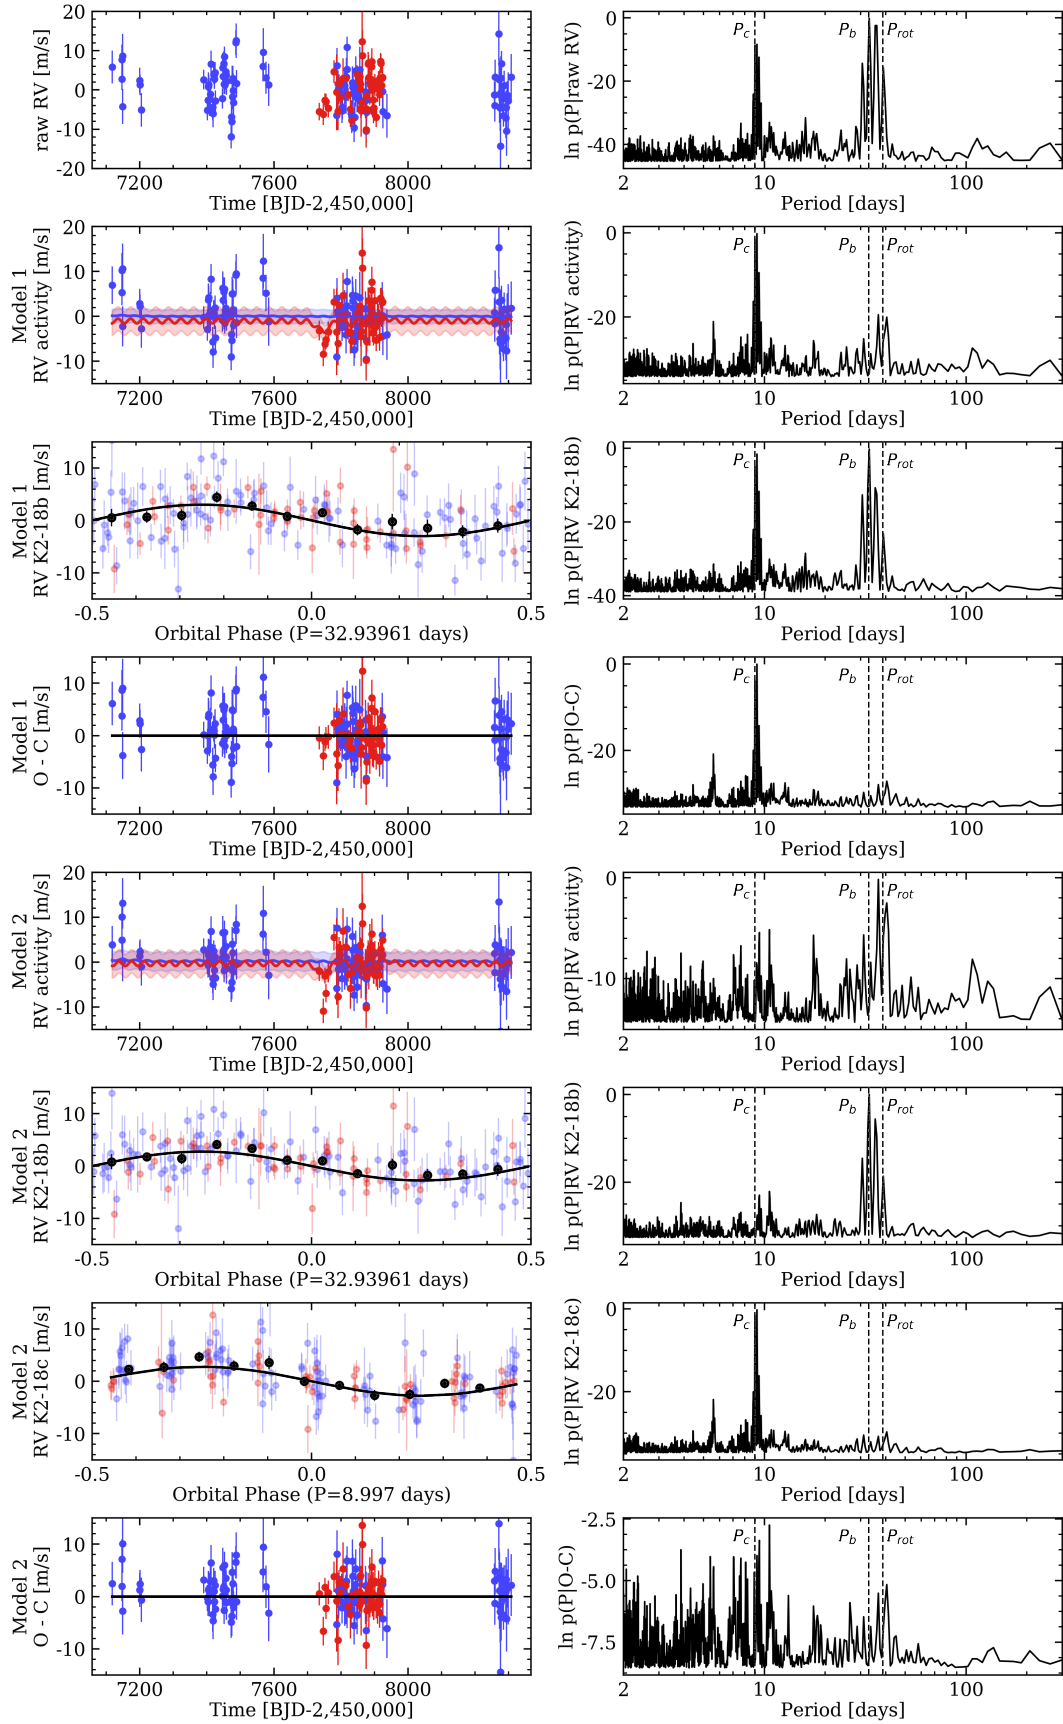 20
10
0
-10
-20
raw RV [m/s]
7200 7600 8000
Time [BJD-2,450,000]
0
-20
-40
ln p(P|raw RV)
P_c P_b P_rot
2 10 100
Period [days]
20
10
0
-10
Model 1
RV activity [m/s]
7200 7600 8000
Time [BJD-2,450,000]
0
-20
ln p(P|RV activity)
P_c P_b P_rot
2 10 100
Period [days]
10
0
-10
Model 1
RV K2-18b [m/s]
-0.5 0.0 0.5
Orbital Phase (P=32.93961 days)
0
-20
-40
ln p(P|RV K2-18b)
P_c P_b P_rot
2 10 100
Period [days]
10
0
-10
Model 1
O - C [m/s]
7200 7600 8000
Time [BJD-2,450,000]
0
-20
ln p(P|O-C)
P_c P_b P_rot
2 10 100
Period [days]
20
10
0
-10
Model 2
RV activity [m/s]
7200 7600 8000
Time [BJD-2,450,000]
0
-10
ln p(P|RV activity)
P_c P_b P_rot
2 10 100
Period [days]
10
0
-10
Model 2
RV K2-18b [m/s]
-0.5 0.0 0.5
Orbital Phase (P=32.93961 days)
0
-20
ln p(P|RV K2-18b)
P_c P_b P_rot
2 10 100
Period [days]
10
0
-10
Model 2
RV K2-18c [m/s]
-0.5 0.0 0.5
Orbital Phase (P=8.997 days)
0
-20
ln p(P|RV K2-18c)
P_c P_b P_rot
2 10 100
Period [days]
10
0
-10
Model 2
O - C [m/s]
7200 7600 8000
Time [BJD-2,450,000]
-2.5
-5.0
-7.5
ln p(P|O-C)
P_c P_b P_rot
2 10 100
Period [days]